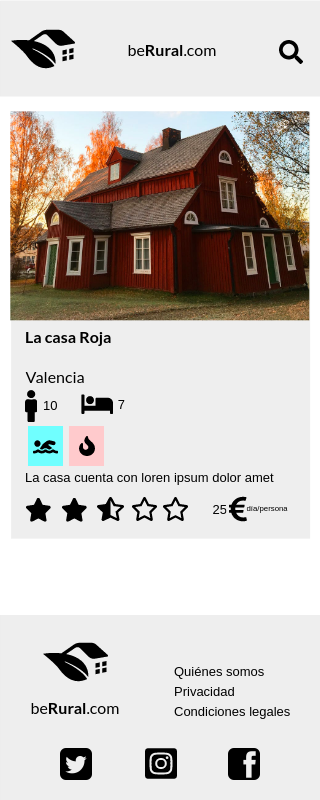 beRural.com
La casa Roja
Valencia
10 7
La casa cuenta con loren ipsum dolor amet
25€ día/persona
Quiénes somos
Privacidad
beRural.com
Condiciones legales